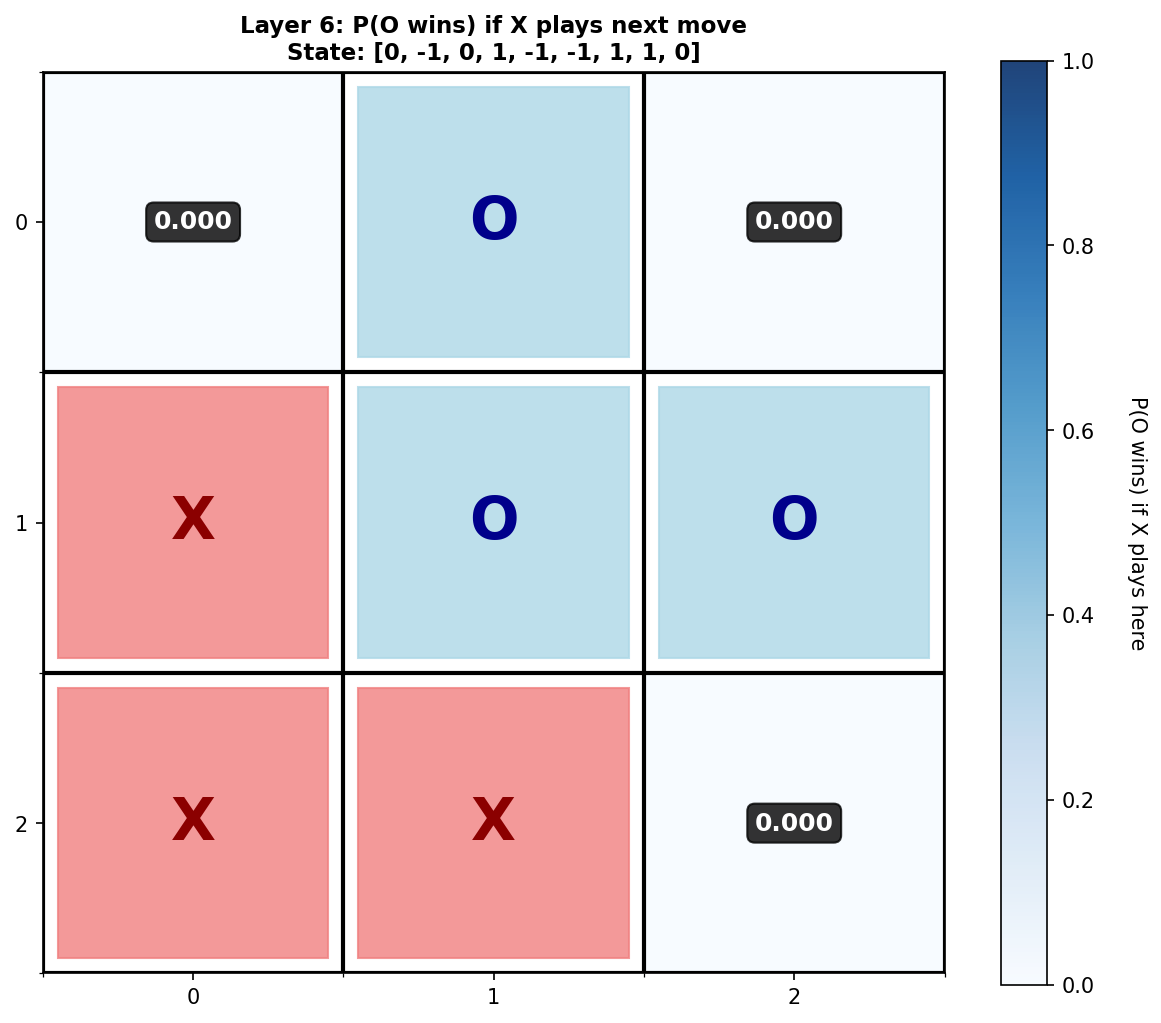 Layer 6: P(O wins) if X plays next move
State: [0, -1, 0, 1, -1, -1, 1, 1, 0]
0
0.000
O
0.000
1
X
O
O
2
X
X
0.000
0
1
2
1.0
0.8
0.6
0.4
0.2
0.0
P(O wins) if X plays here